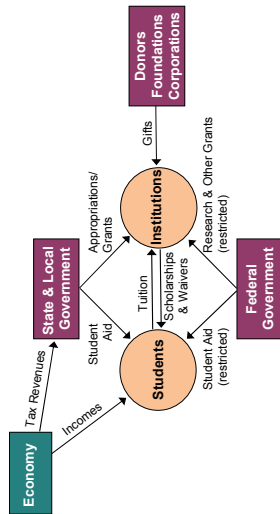 Economy
Tax Revenues
Incomes
State & Local
Government
Student
Aid
Appropriations/
Grants
Students
Tuition
Scholarships
& Waivers
Institutions
Gifts
Donors
Foundations
Corporations
Student Aid
(restricted)
Research & Other Grants
(restricted)
Federal
Government